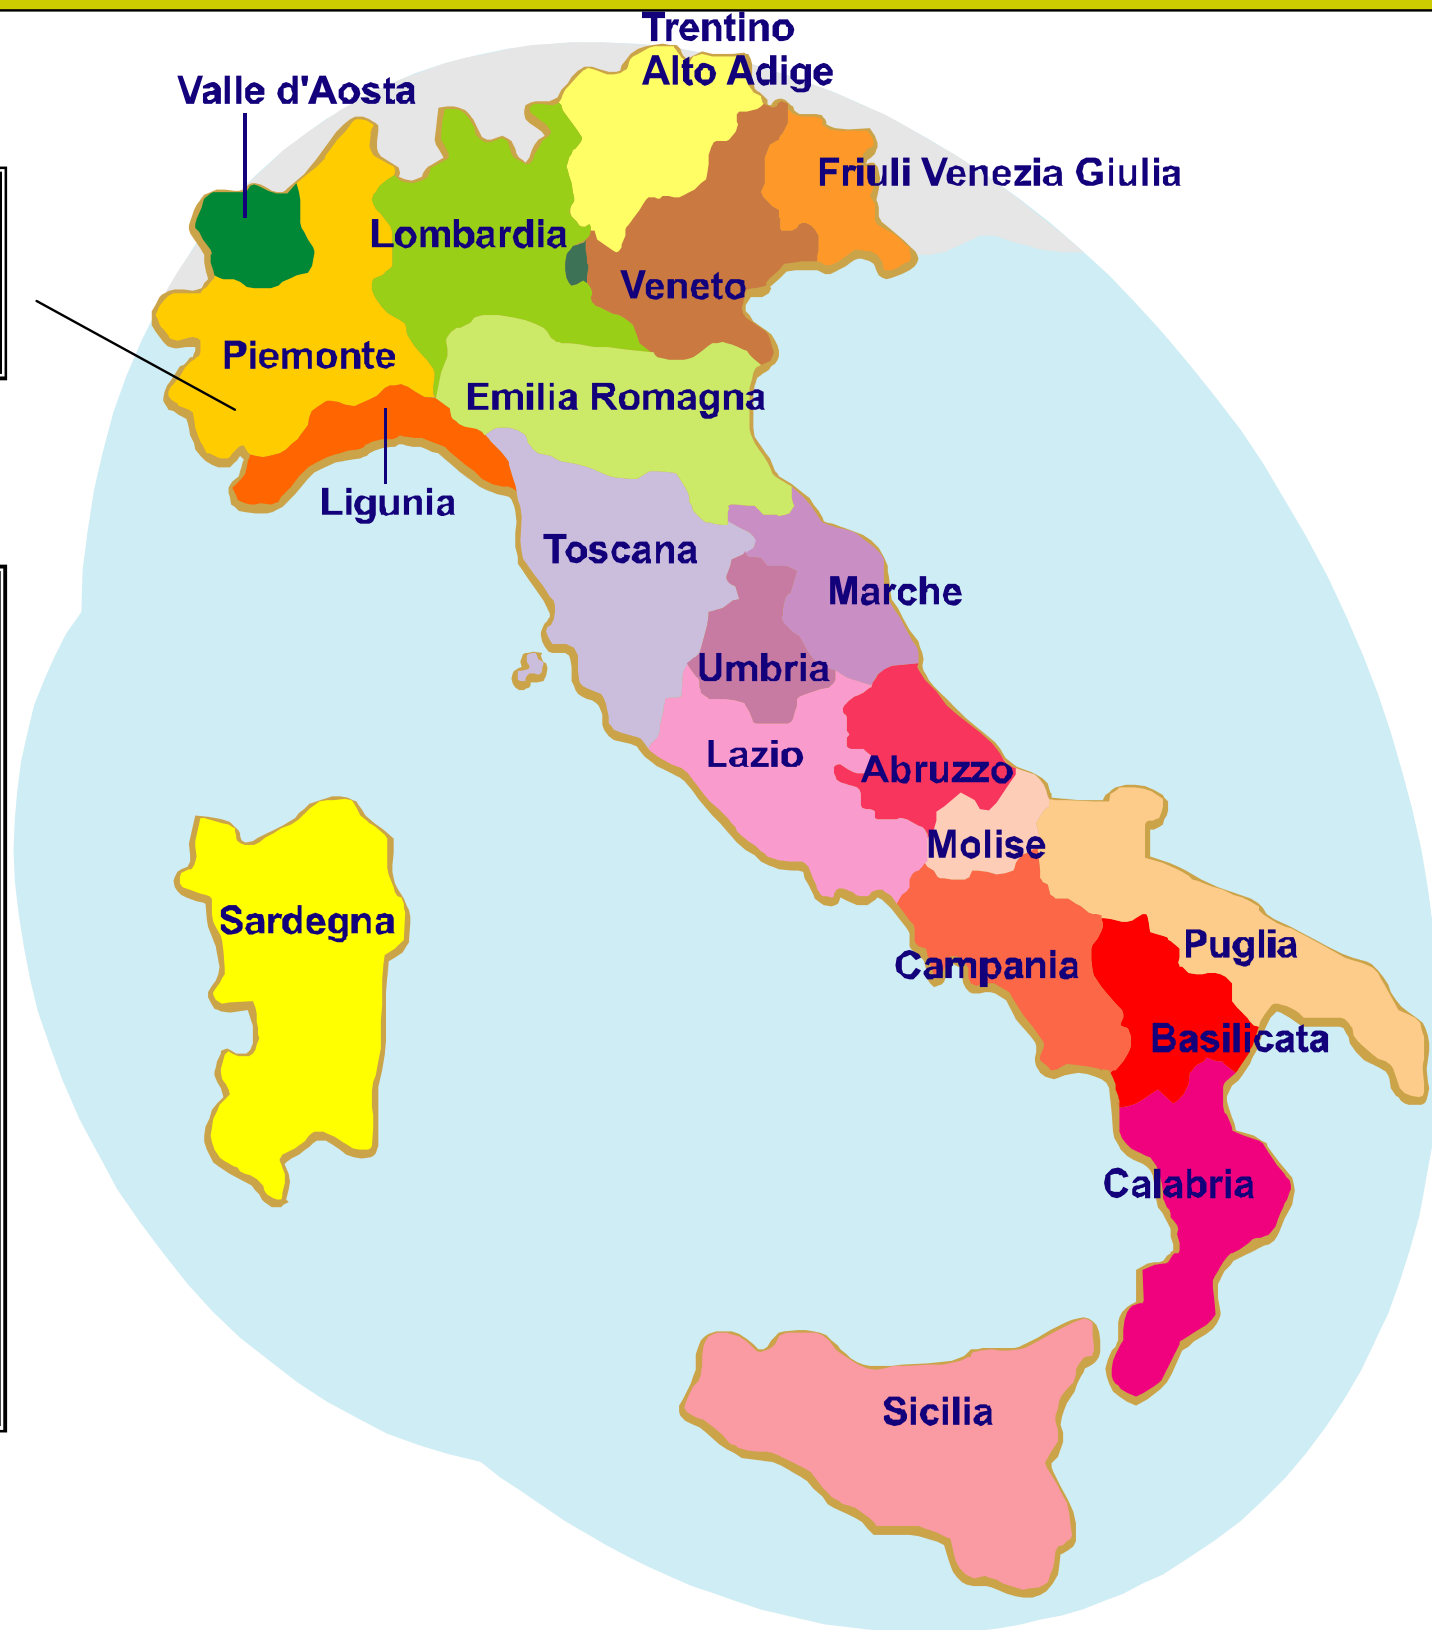 Trentino
Alto Adige
Valle d'Aosta
Friuli Venezia Giulia
Lombardia
Veneto
Piemonte
Emilia Romagna
Ligunia
Toscana
Marche
Umbria
Lazio
Abruzzo
Molise
Sardegna
Puglia
Campania
Basilicata
Calabria
Sicilia